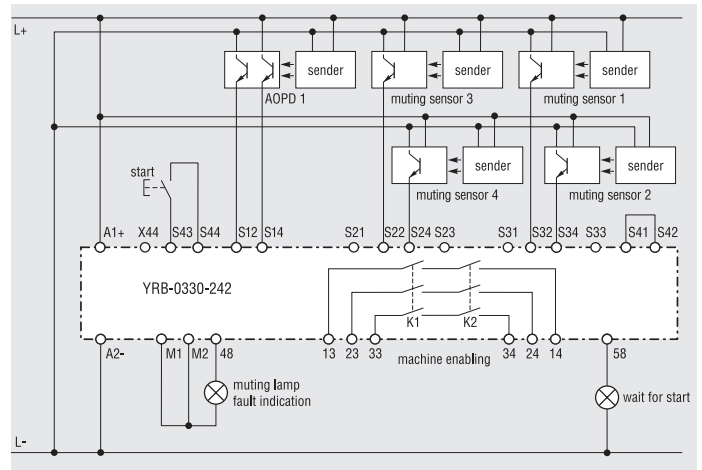 L+
sender
sender
sender
AOPD 1
muting sensor 3
muting sensor 1
sender
sender
start
muting sensor 4
muting sensor 2
A1+ X44 S43 S44 S12 S14 S21 S22 S24 S23 S31 S32 S34 S33 S41 S42
YRB-0330-242
K1 K2
A2- M1 M2 48 13 23 33 machine enabling 34 24 14 58
muting lamp
fault indication
wait for start
L-